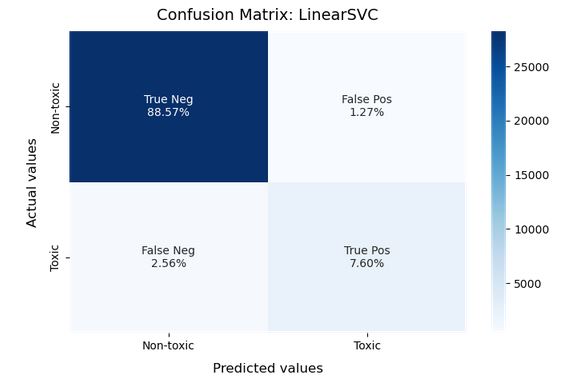 Confusion Matrix: LinearSVC
Actual values
Non-toxic
True Neg
88.57%
False Pos
1.27%
Toxic
False Neg
2.56%
True Pos
7.60%
Non-toxic
Toxic
Predicted values
25000
20000
15000
10000
5000